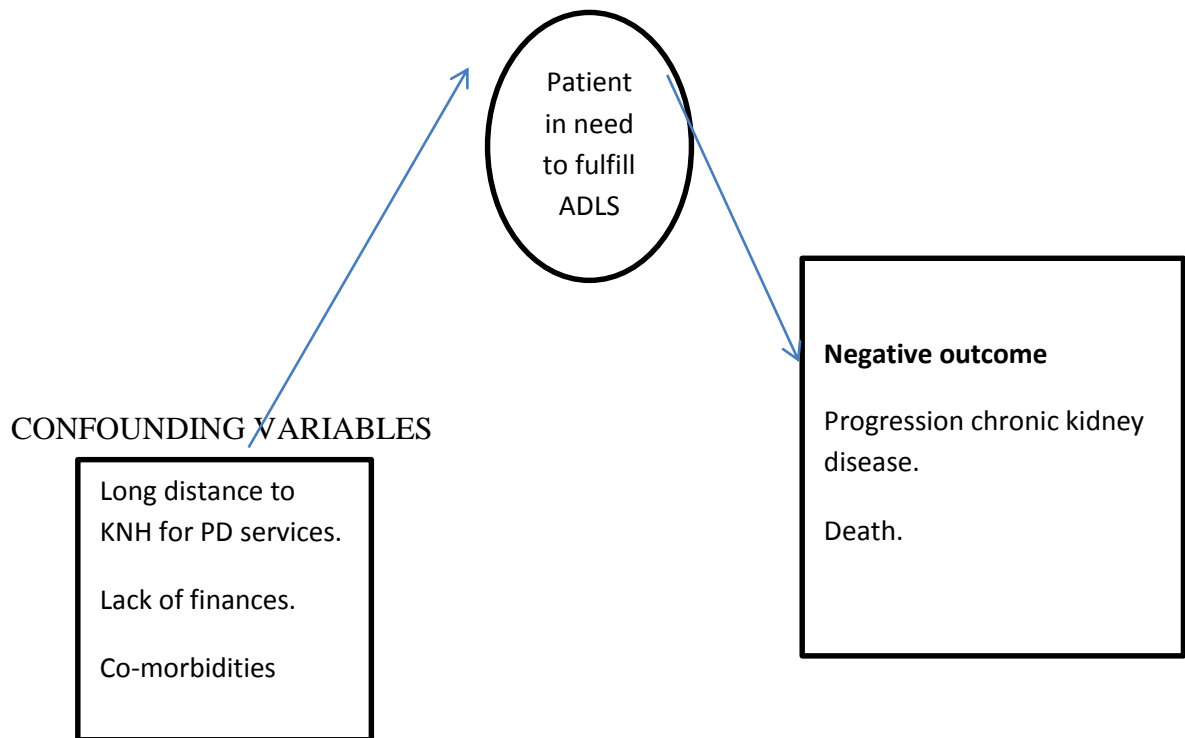 Patient
in need
to fulfill
ADLS
Negative outcome
Progression chronic kidney
disease.
Death.
CONFOUNDING VARIABLES
Long distance to
KNH for PD services.
Lack of finances.
Co-morbidities